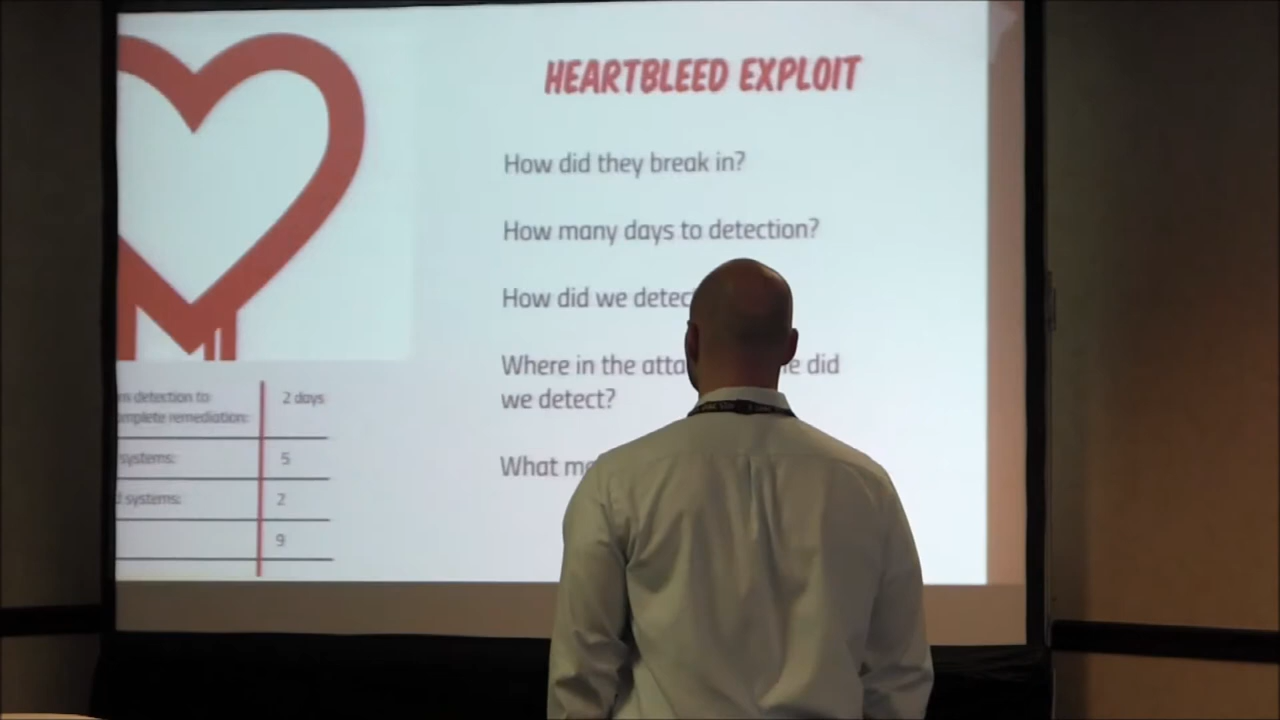 HEARTBLEED EXPLOIT
How did they break in?
How many days to detection?
How did we detec
Where in the atta e did
we detect?
What m
detection to 2 days
mplete remediation:
systems: 5
systems: 2
9